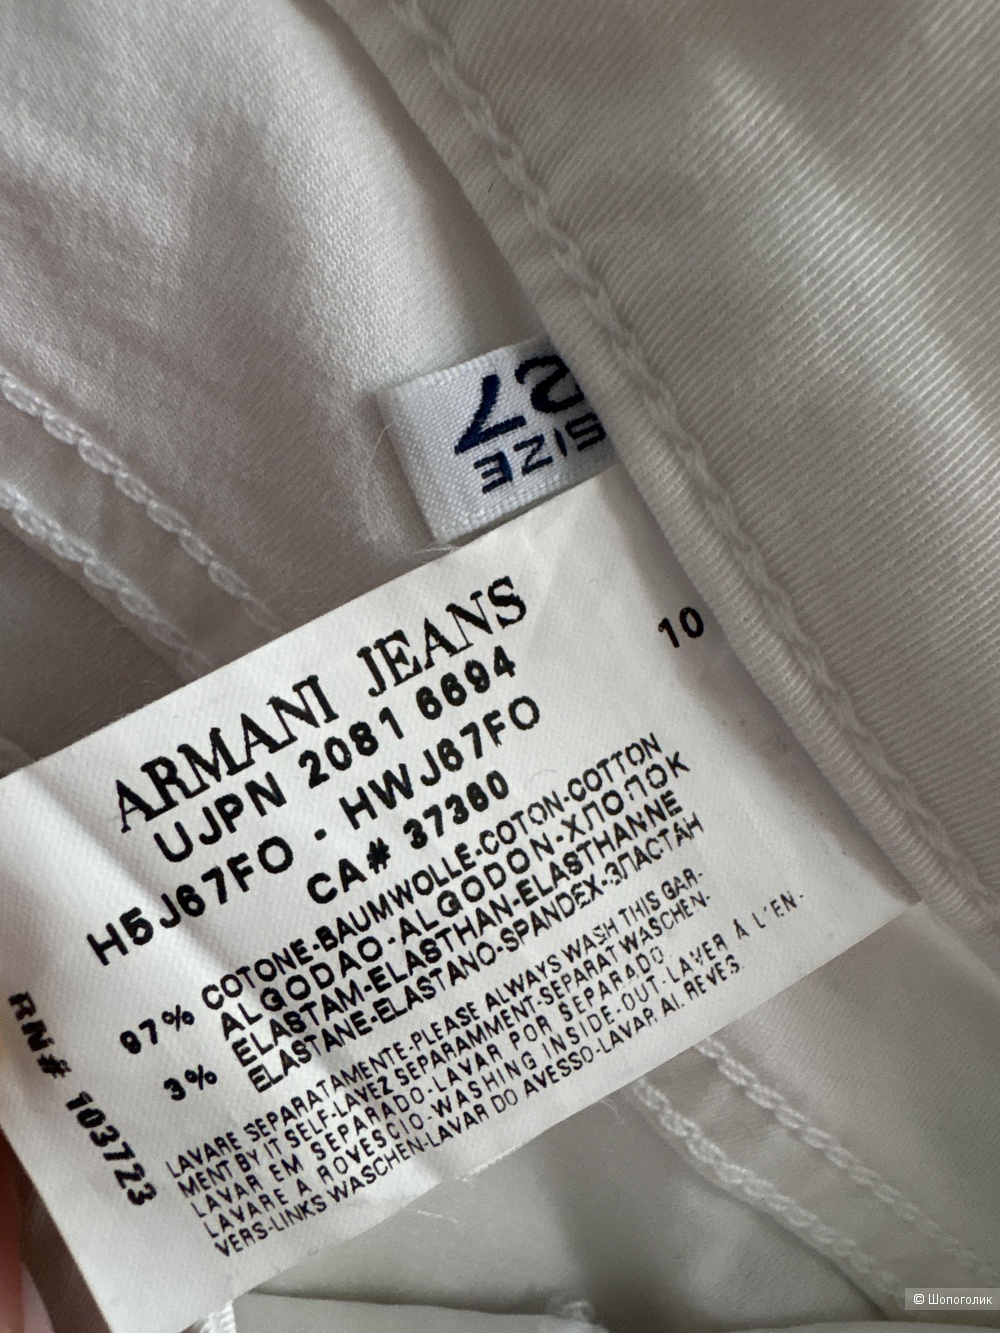 SIZE
27
ARMANI JEANS
UJPN 2081 6694
H5J67FO - HWJ67FO
CA# 37360
10
97% COTONE-BAUMWOLLE-COTON-COTTON
ALGODAO-ALGODON-ХЛО.ПОК
3% ELASTAM-ELASTHAN-ELASTHANNE
ELASTANE-ELASTANO-SPANDEX-ЭЛАСТАН
LAVARE SEPARATAMENTE-PLEASE ALWAYS WASH THIS GAR-
MENT BY IT SELF-LAVEZ SEPARAMMENT-SEPARAT WASCHEN-
LAVAR EM SEPARADO-LAVAR POR SEPARADO.
LAVARE A ROVESCIO-WASHING INSIDE-OUT-LAVER À L'EN-
VERS-LINKS WASCHEN-LAVAR DO AVESSO-LAVAR AL REVES.
RN# 103723
© Шопоголик